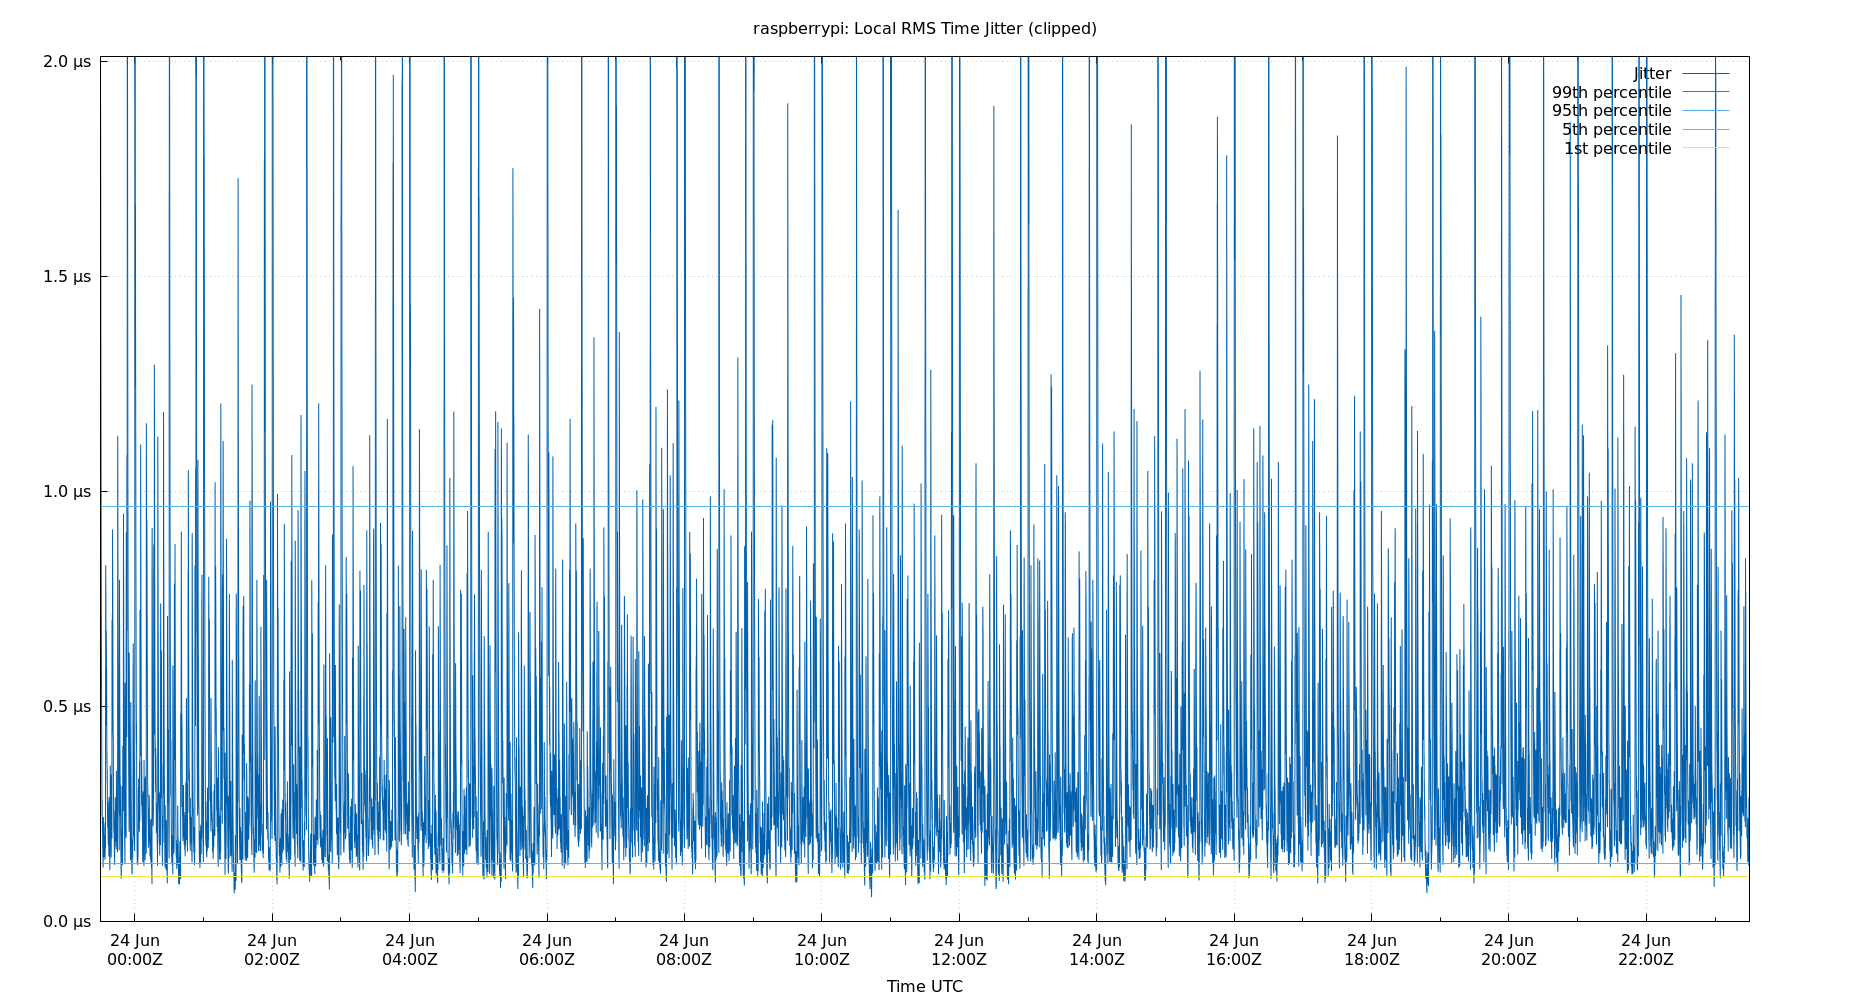 raspberrypi: Local RMS Time Jitter (clipped)
2.0 μs
Jitter
99th percentile
95th percentile
5th percentile
1st percentile
1.5 μs
1.0 μs
0.5 μs
0.0 μs
24 Jun 24 Jun 24 Jun 24 Jun 24 Jun 24 Jun 24 Jun 24 Jun 24 Jun 24 Jun 24 Jun 24 Jun
00:00Z 02:00Z 04:00Z 06:00Z 08:00Z 10:00Z 12:00Z 14:00Z 16:00Z 18:00Z 20:00Z 22:00Z
Time UTC